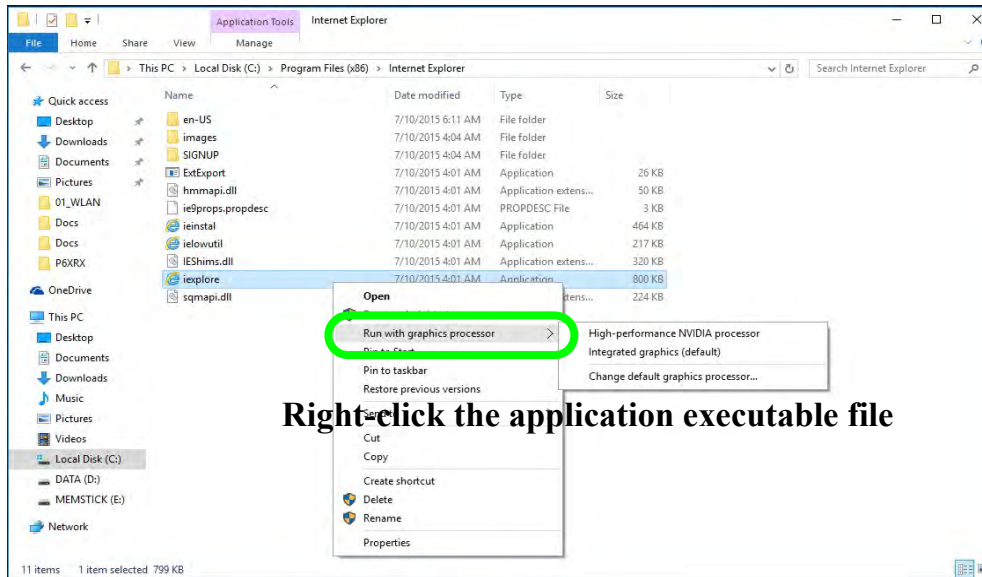 Application Tools Internet Explorer
File Home Share View Manage
This PC > Local Disk (C:) > Program Files (x86) > Internet Explorer Search Internet Explorer
Name Date modified Type Size
Quick access
Desktop en-US 7/10/2015 6:11 AM File folder
Downloads images 7/10/2015 4:04 AM File folder
SIGNUP 7/10/2015 4:04 AM File folder
Documents ExtExport 7/10/2015 4:01 AM Application 26 KB
Pictures hmmapi.dll 7/10/2015 4:01 AM Application extens... 50 KB
01_WLAN ie9props.propdesc 7/10/2015 4:01 AM PROPDESC File 3 KB
Docs ieinstal 7/10/2015 4:01 AM Application 464 KB
Docs ielowutil 7/10/2015 4:01 AM Application 217 KB
P6XRX IEShims.dll 7/10/2015 4:01 AM Application extens... 320 KB
iexplore 7/10/2015 4:01 AM Application 800 KB
OneDrive sqmapi.dll tens... 224 KB
Open
This PC
Run with graphics processor > High-performance NVIDIA processor
Desktop
Pin to Start Integrated graphics (default)
Documents
Pin to taskbar Change default graphics processor...
Downloads
Restore previous versions
Music
Right-click the application executable file
Pictures
Send to
Videos
Cut
Local Disk (C:)
Copy
DATA (D:)
Create shortcut
MEMSTICK (E:)
Delete
Rename
Network
Properties
11 items 1 item selected 799 KB